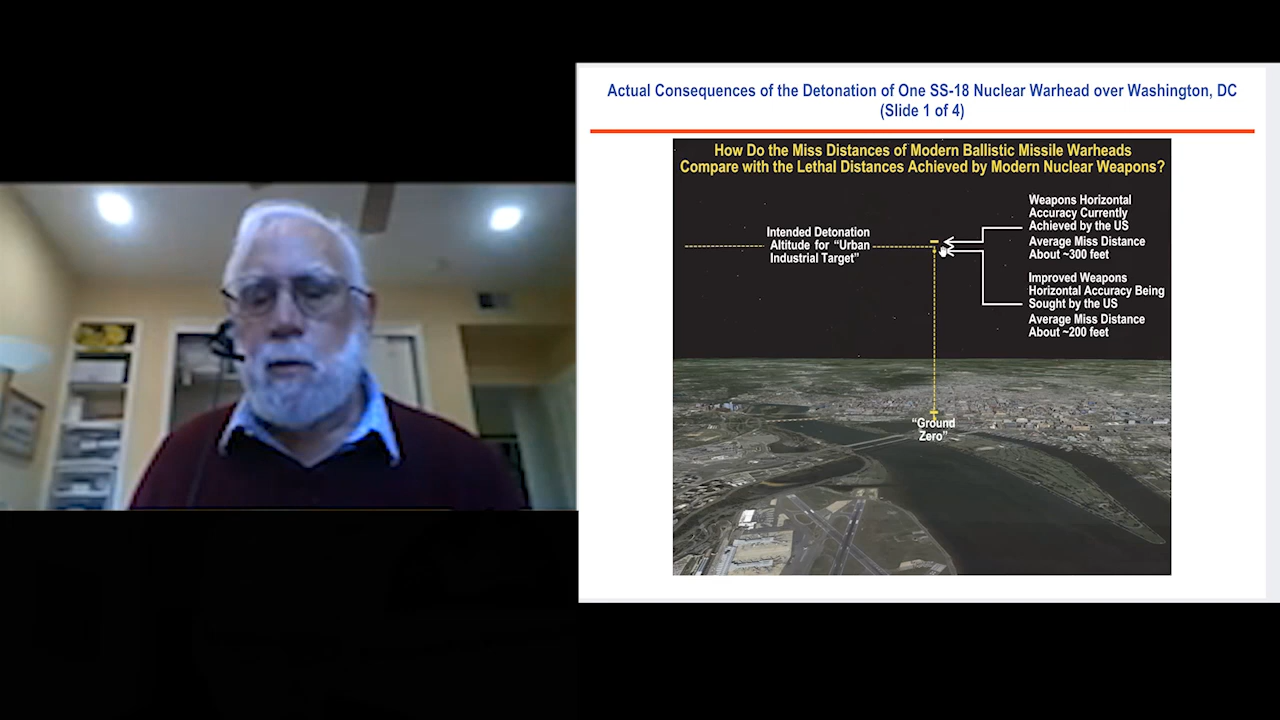 Actual Consequences of the Detonation of One SS-18 Nuclear Warhead over Washington, DC
(Slide 1 of 4)
How Do the Miss Distances of Modern Ballistic Missile Warheads
Compare with the Lethal Distances Achieved by Modern Nuclear Weapons?
Intended Detonation
Altitude for “Urban
Industrial Target”
Weapons Horizontal
Accuracy Currently
Achieved by the US
Average Miss Distance
About ~300 feet
Improved Weapons
Horizontal Accuracy Being
Sought by the US
Average Miss Distance
About ~200 feet
“Ground
Zero”